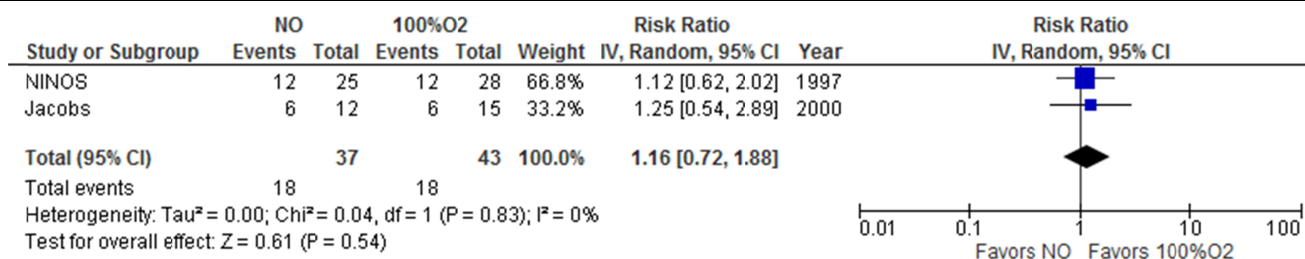 NO 100%O2 Risk Ratio Risk Ratio
Study or Subgroup Events Total Events Total Weight IV, Random, 95% CI Year IV, Random, 95% CI
NINOS 12 25 12 28 66.8% 1.12 [0.62, 2.02] 1997
Jacobs 6 12 6 15 33.2% 1.25 [0.54, 2.89] 2000
Total (95% CI) 37 43 100.0% 1.16 [0.72, 1.88]
Total events 18 18
Heterogeneity: Tau² = 0.00; Chi² = 0.04, df = 1 (P = 0.83); I² = 0%
Test for overall effect: Z = 0.61 (P = 0.54)
0.01 0.1 1 10 100
Favors NO Favors 100%O2